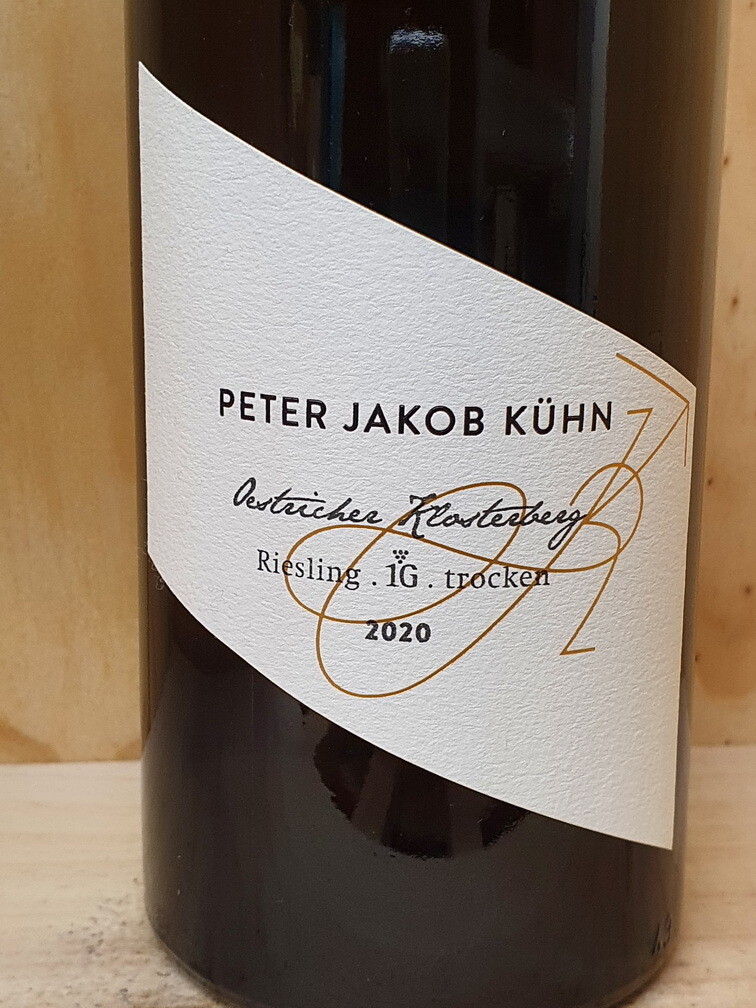 PETER JAKOB KÜHN
Oestricher Klosterberg
Riesling . 1G . trocken
2020